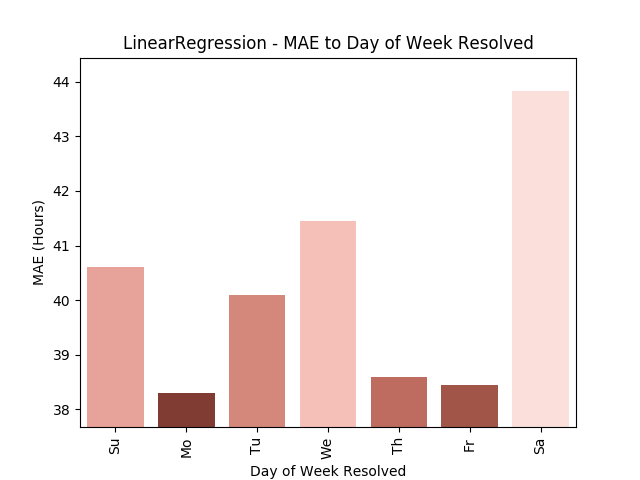 LinearRegression - MAE to Day of Week Resolved
44
43
42
41
40
39
38
MAE (Hours)
Su
Mo
Tu
We
Th
Fr
Sa
Day of Week Resolved